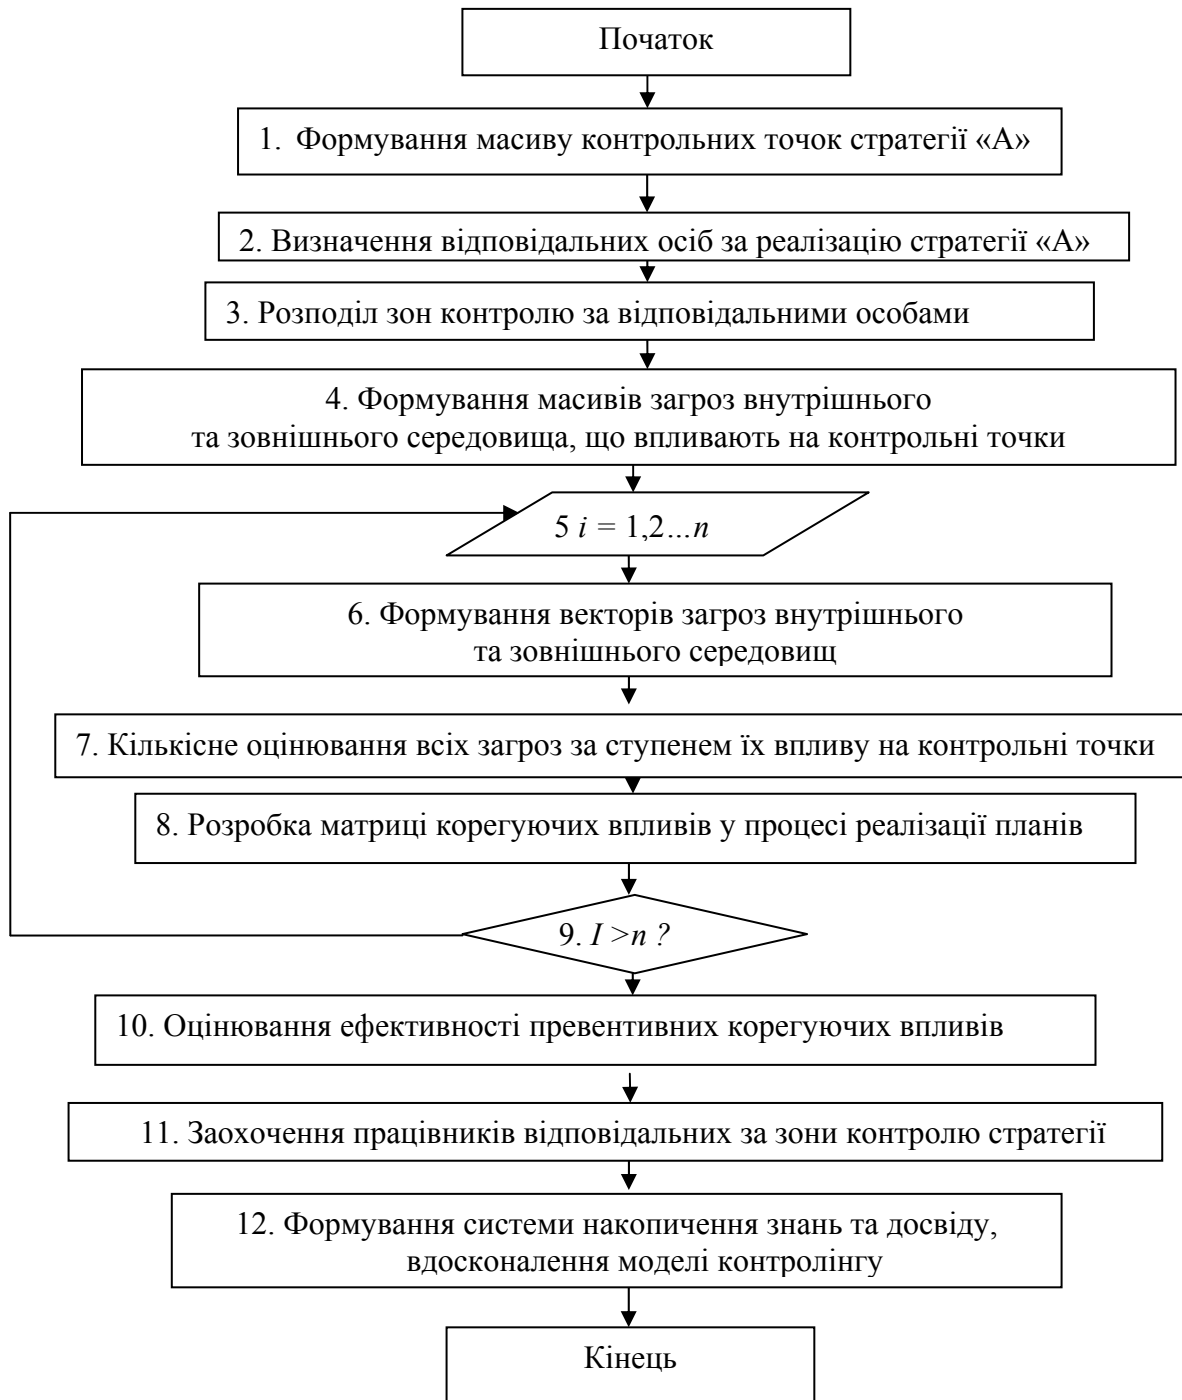 Початок
1. Формування масиву контрольних точок стратегії «А»
2. Визначення відповідальних осіб за реалізацію стратегії «А»
3. Розподіл зон контролю за відповідальними особами
4. Формування масивів загроз внутрішнього
та зовнішнього середовища, що впливають на контрольні точки
5 i = 1,2...n
6. Формування векторів загроз внутрішнього
та зовнішнього середовищ
7. Кількісне оцінювання всіх загроз за ступенем їх впливу на контрольні точки
8. Розробка матриці корегуючих впливів у процесі реалізації планів
9. I >n ?
10. Оцінювання ефективності превентивних корегуючих впливів
11. Заохочення працівників відповідальних за зони контролю стратегії
12. Формування системи накопичення знань та досвіду,
вдосконалення моделі контролінгу
Кінець